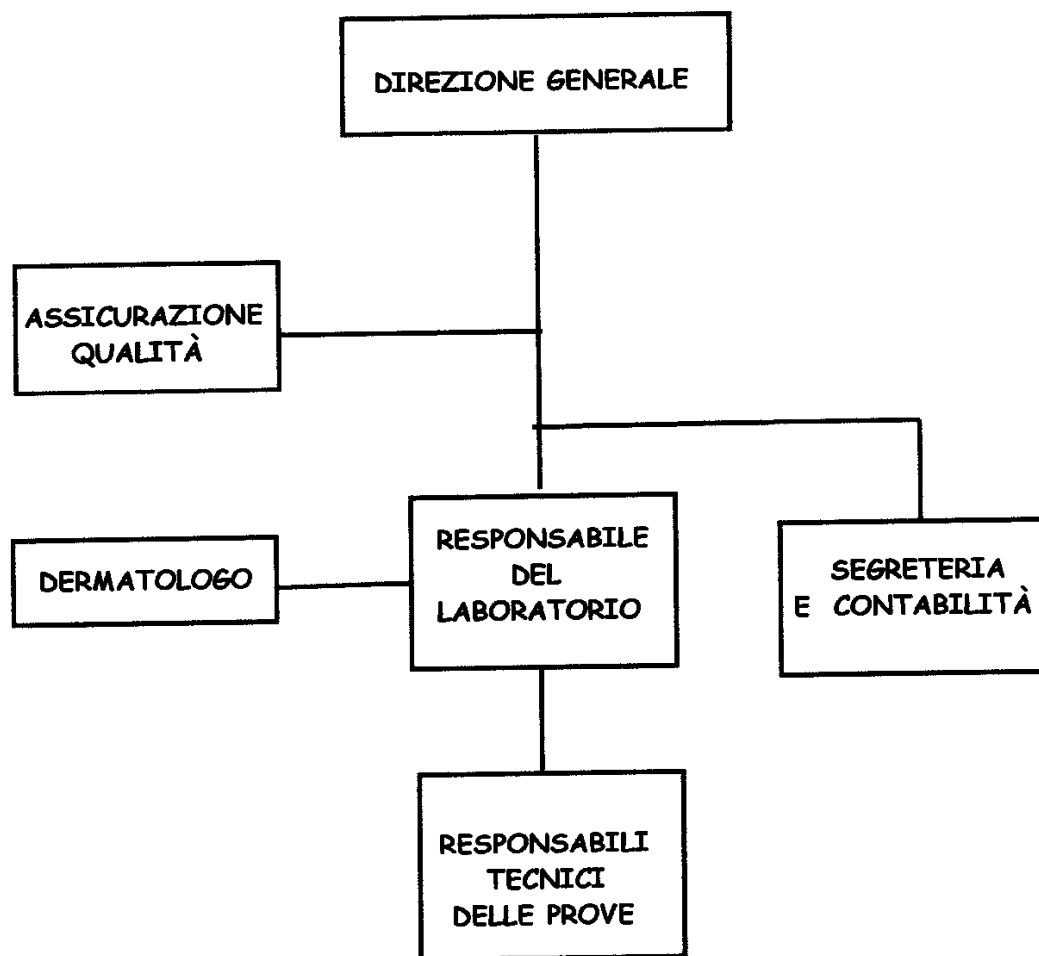 DIREZIONE GENERALE
ASSICURAZIONE
QUALITÀ
RESPONSABILE
DEL
LABORATORIO
DERMATOLOGO
SEGRETERIA
E CONTABILITÀ
RESPONSABILI
TECNICI
DELLE PROVE